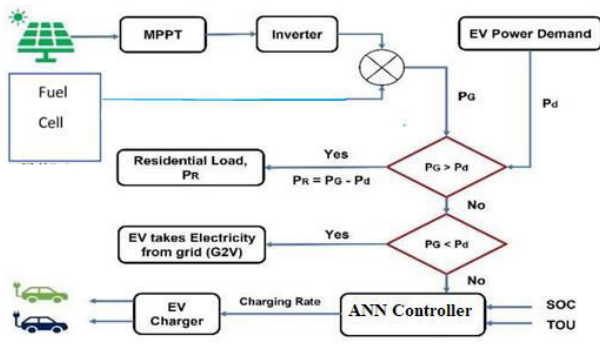 MPPT
Inverter
EV Power Demand
Fuel
Cell
PG
Pd
Residential Load,
PR
Yes
PR = PG - Pd
PG > Pd
No
EV takes Electricity
from grid (G2V)
Yes
PG < Pd
No
EV
Charger
Charging Rate
ANN Controller
SOC
TOU